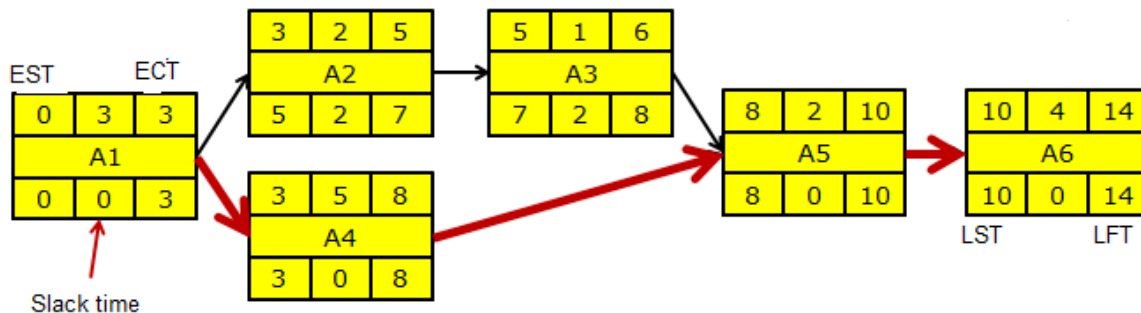 EST ECT
0 3 3
A1
0 0 3
Slack time
3 2 5
A2
5 2 7
5 1 6
A3
7 2 8
3 5 8
A4
3 0 8
8 2 10
A5
8 0 10
10 4 14
A6
10 0 14
LST LFT